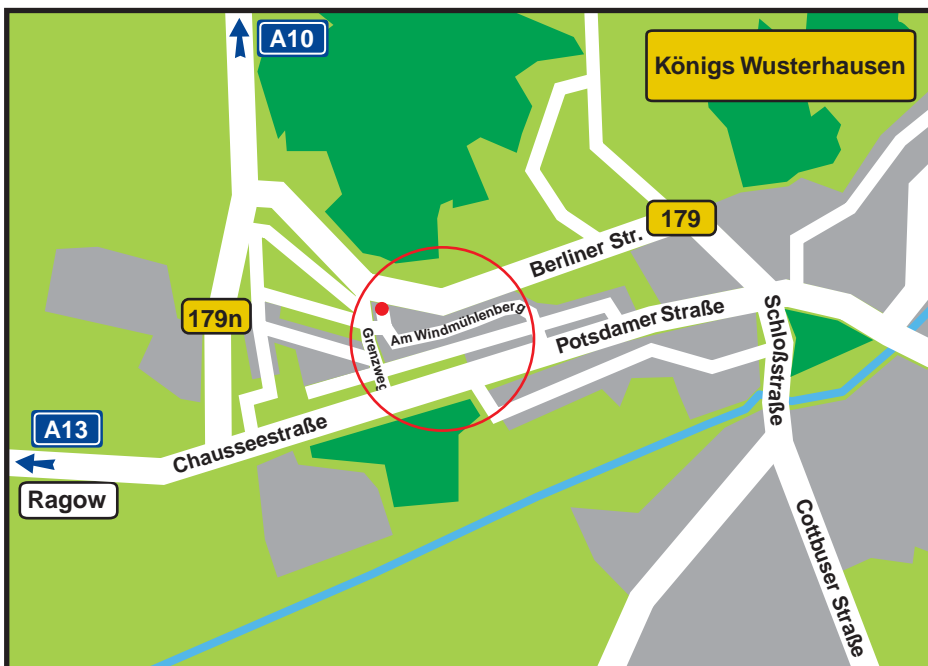 A10
Königs Wusterhausen
179
Berliner Str.
179n
Am Windmühlenberg
Grenzweg
Potsdamer Straße
Schloßstraße
A13
Chausseestraße
Ragow
Cottbuser Straße